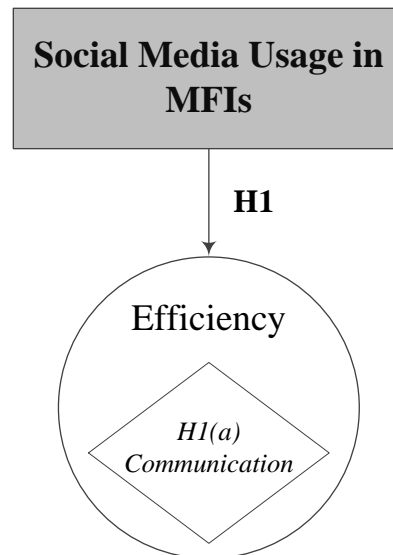 Social Media Usage in
MFIs
H1
Efficiency
H1(a)
Communication